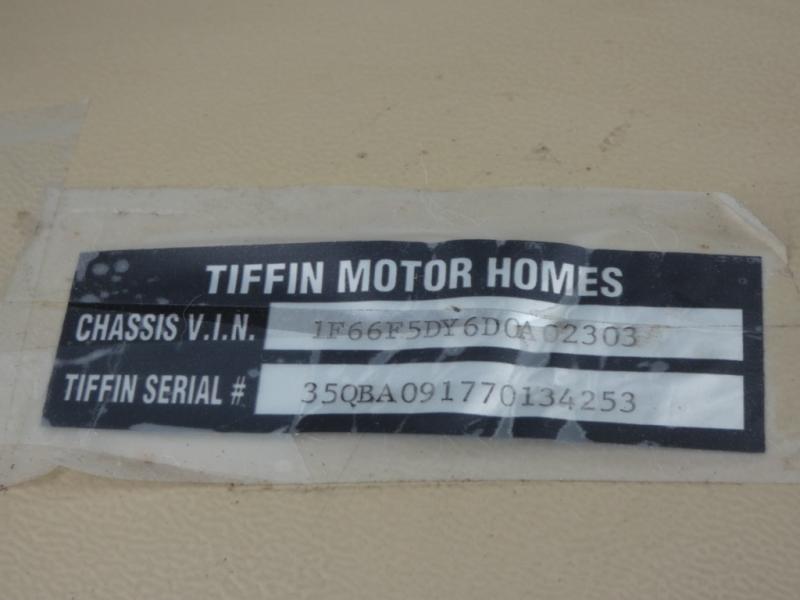 TIFFIN MOTOR HOMES
CHASSIS V.I.N. 1F66F5DY6D0A02303
TIFFIN SERIAL # 35QBA091770134253